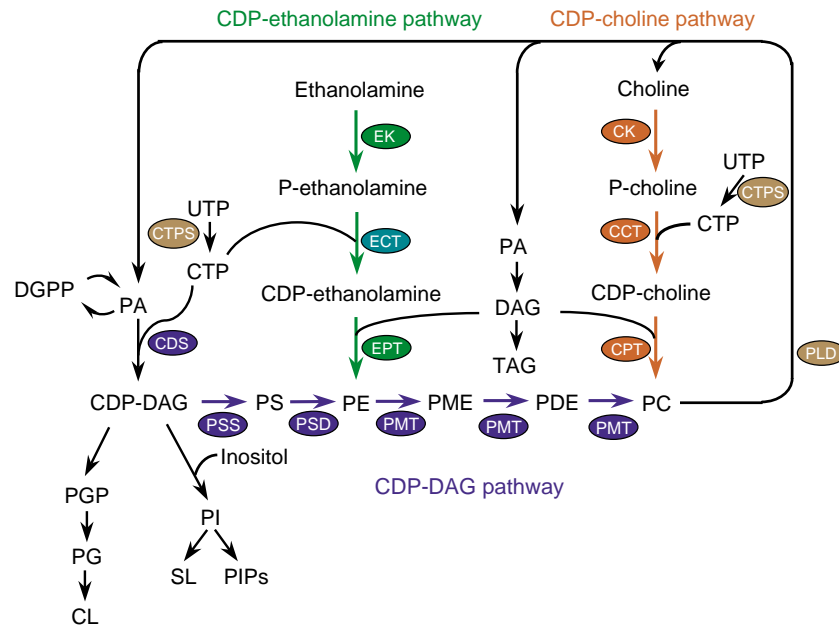 CDP-ethanolamine pathway
CDP-choline pathway
Ethanolamine
Choline
EK
CK
P-ethanolamine
P-choline
UTP
UTP
CTPS
CTPS
ECT
CCT
CTP
CTP
PA
DGPP
PA
CDP-ethanolamine
DAG
CDP-choline
CDS
EPT
TAG
CPT
PLD
CDP-DAG
PS
PE
PME
PDE
PC
PSS
PSD
PMT
PMT
PMT
Inositol
CDP-DAG pathway
PGP
PI
PG
SL
PIPs
CL